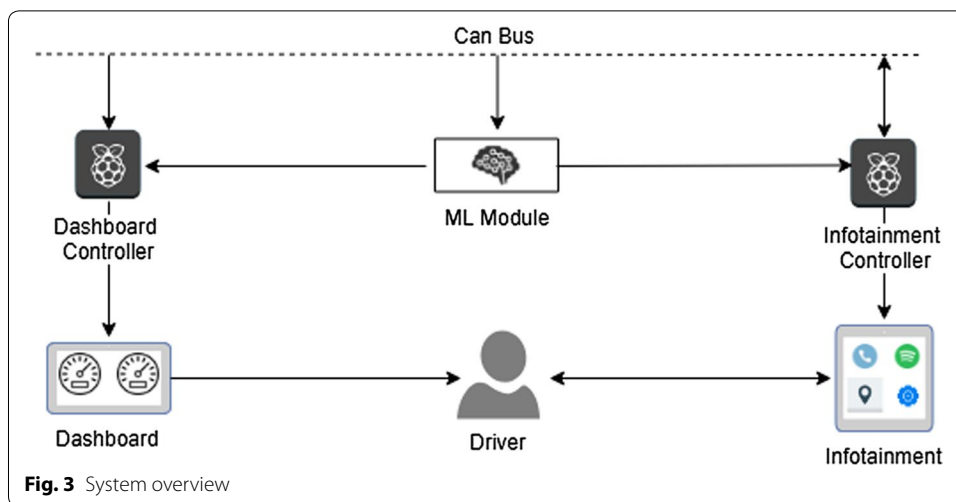 Can Bus
ML Module
Dashboard
Controller
Infotainment
Controller
Dashboard
Driver
Infotainment
Fig. 3 System overview